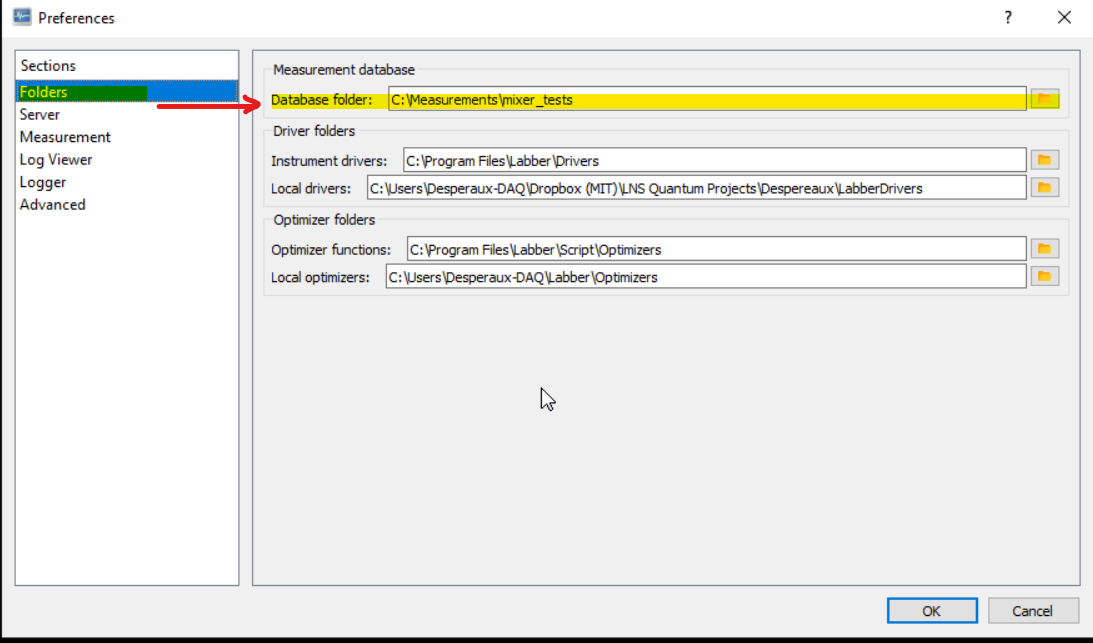 Preferences
?
Sections
Folders
Server
Measurement
Log Viewer
Logger
Advanced
Measurement database
Database folder: C:\Measurements\mixer_tests
Driver folders
Instrument drivers: C:\Program Files\Labber\Drivers
Local drivers: C:\Users\Desperaux-DAQ\Dropbox (MIT)\LNS Quantum Projects\Despereaux\LabberDrivers
Optimizer folders
Optimizer functions: C:\Program Files\Labber\Script\Optimizers
Local optimizers: C:\Users\Desperaux-DAQ\Labber\Optimizers
OK Cancel